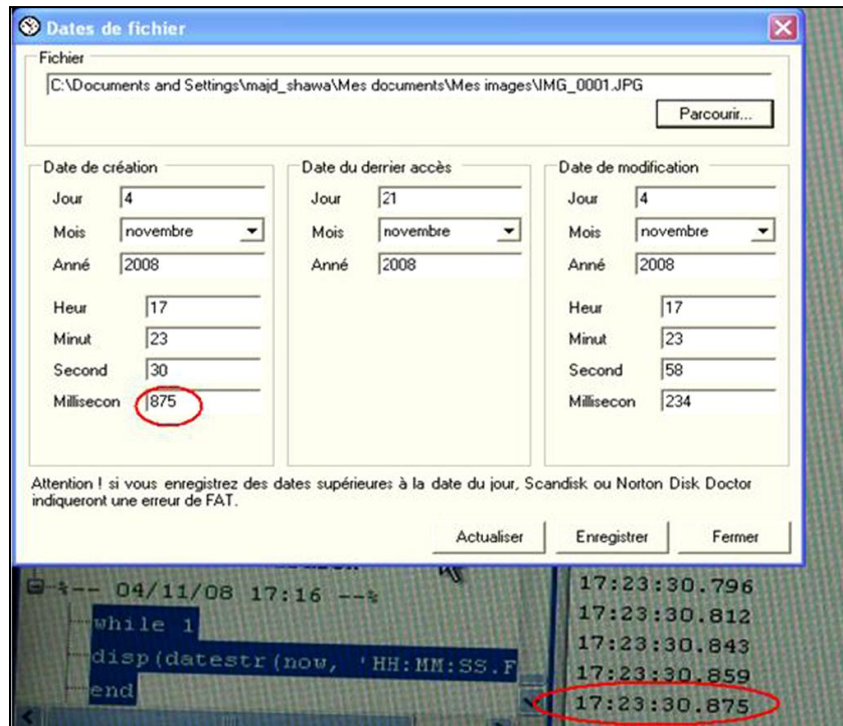 Dates de fichier
Fichier
C:\Documents and Settings\majd_shawa\Mes documents\Mes images\IMG_0001.JPG
Parcourir...
Date de création
Jour 4
Mois novembre
Anné 2008
Heur 17
Minut 23
Second 30
Millisecon 875
Date du derrier accès
Jour 21
Mois novembre
Anné 2008
Date de modification
Jour 4
Mois novembre
Anné 2008
Heur 17
Minut 23
Second 58
Millisecon 234
Attention ! si vous enregistrez des dates supérieures à la date du jour, Scandisk ou Norton Disk Doctor
indiqueront une erreur de FAT.
Actualiser Enregistrer Fermer
%-- 04/11/08 17:16 --%
while 1
disp(datestr(now, 'HH:MM:SS.F
end
17:23:30.796
17:23:30.812
17:23:30.843
17:23:30.859
17:23:30.875